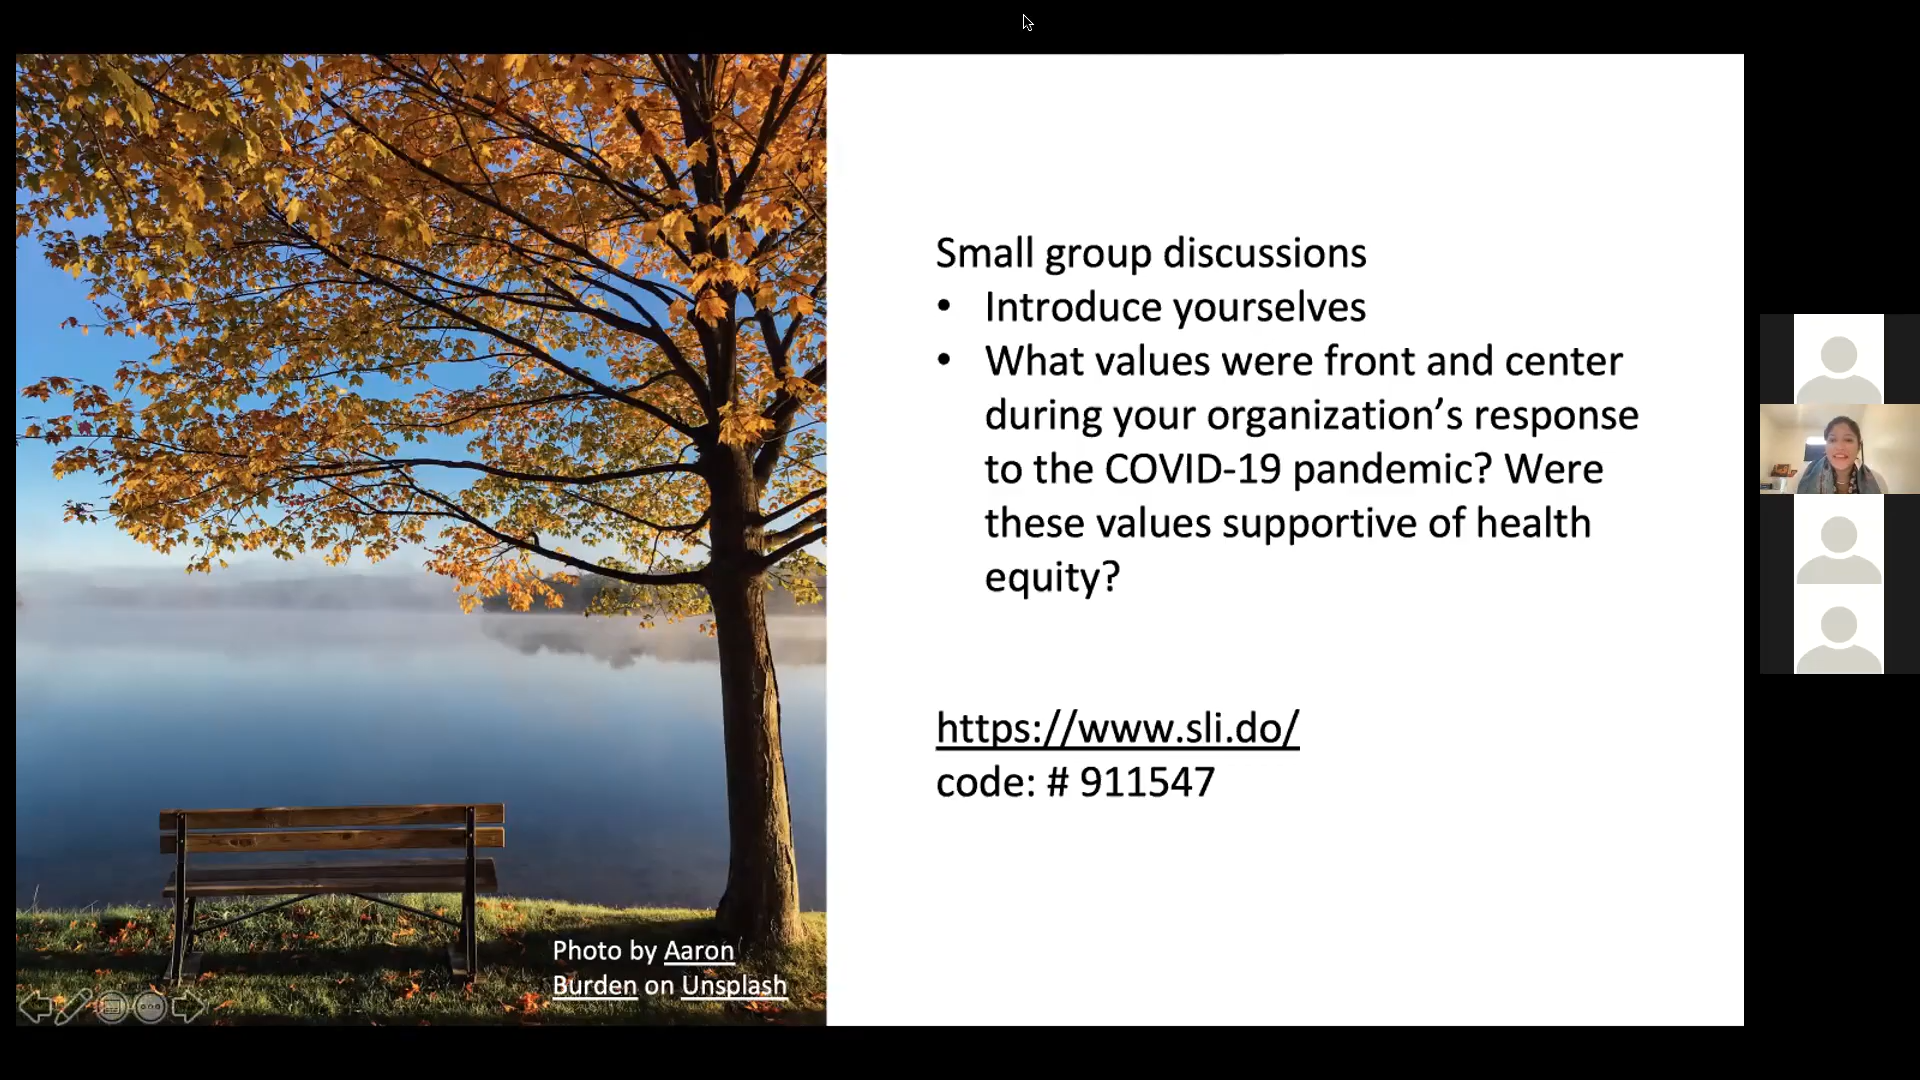 Small group discussions
• Introduce yourselves
• What values were front and center
during your organization’s response
to the COVID-19 pandemic? Were
these values supportive of health
equity?
https://www.sli.do/
code: # 911547
Photo by Aaron
Burden on Unsplash